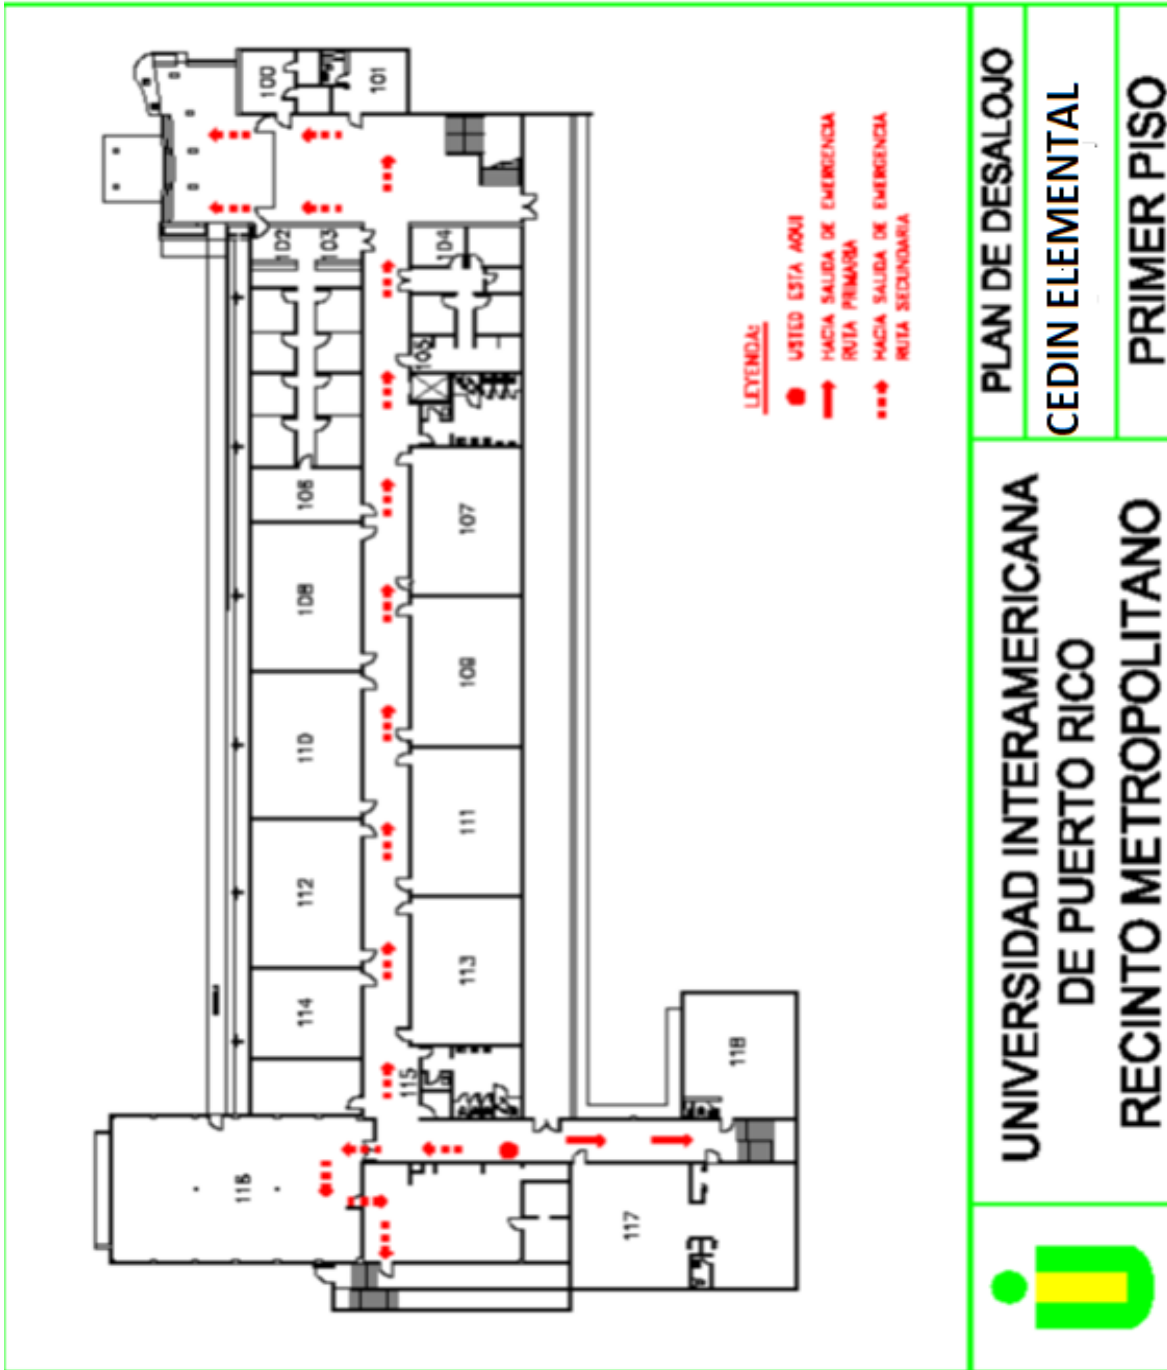 100
101
102
103
104
105
106
107
108
109
110
111
112
113
114
115
116
117
118
LEYENDA:
USTED ESTA AQUI
HACIA SALIDA DE EMERGENCIA
RUTA PRIMARIA
HACIA SALIDA DE EMERGENCIA
RUTA SECUNDARIA
UNIVERSIDAD INTERAMERICANA
DE PUERTO RICO
RECINTO METROPOLITANO
PLAN DE DESALOJO
CEDIN ELEMENTAL
PRIMER PISO